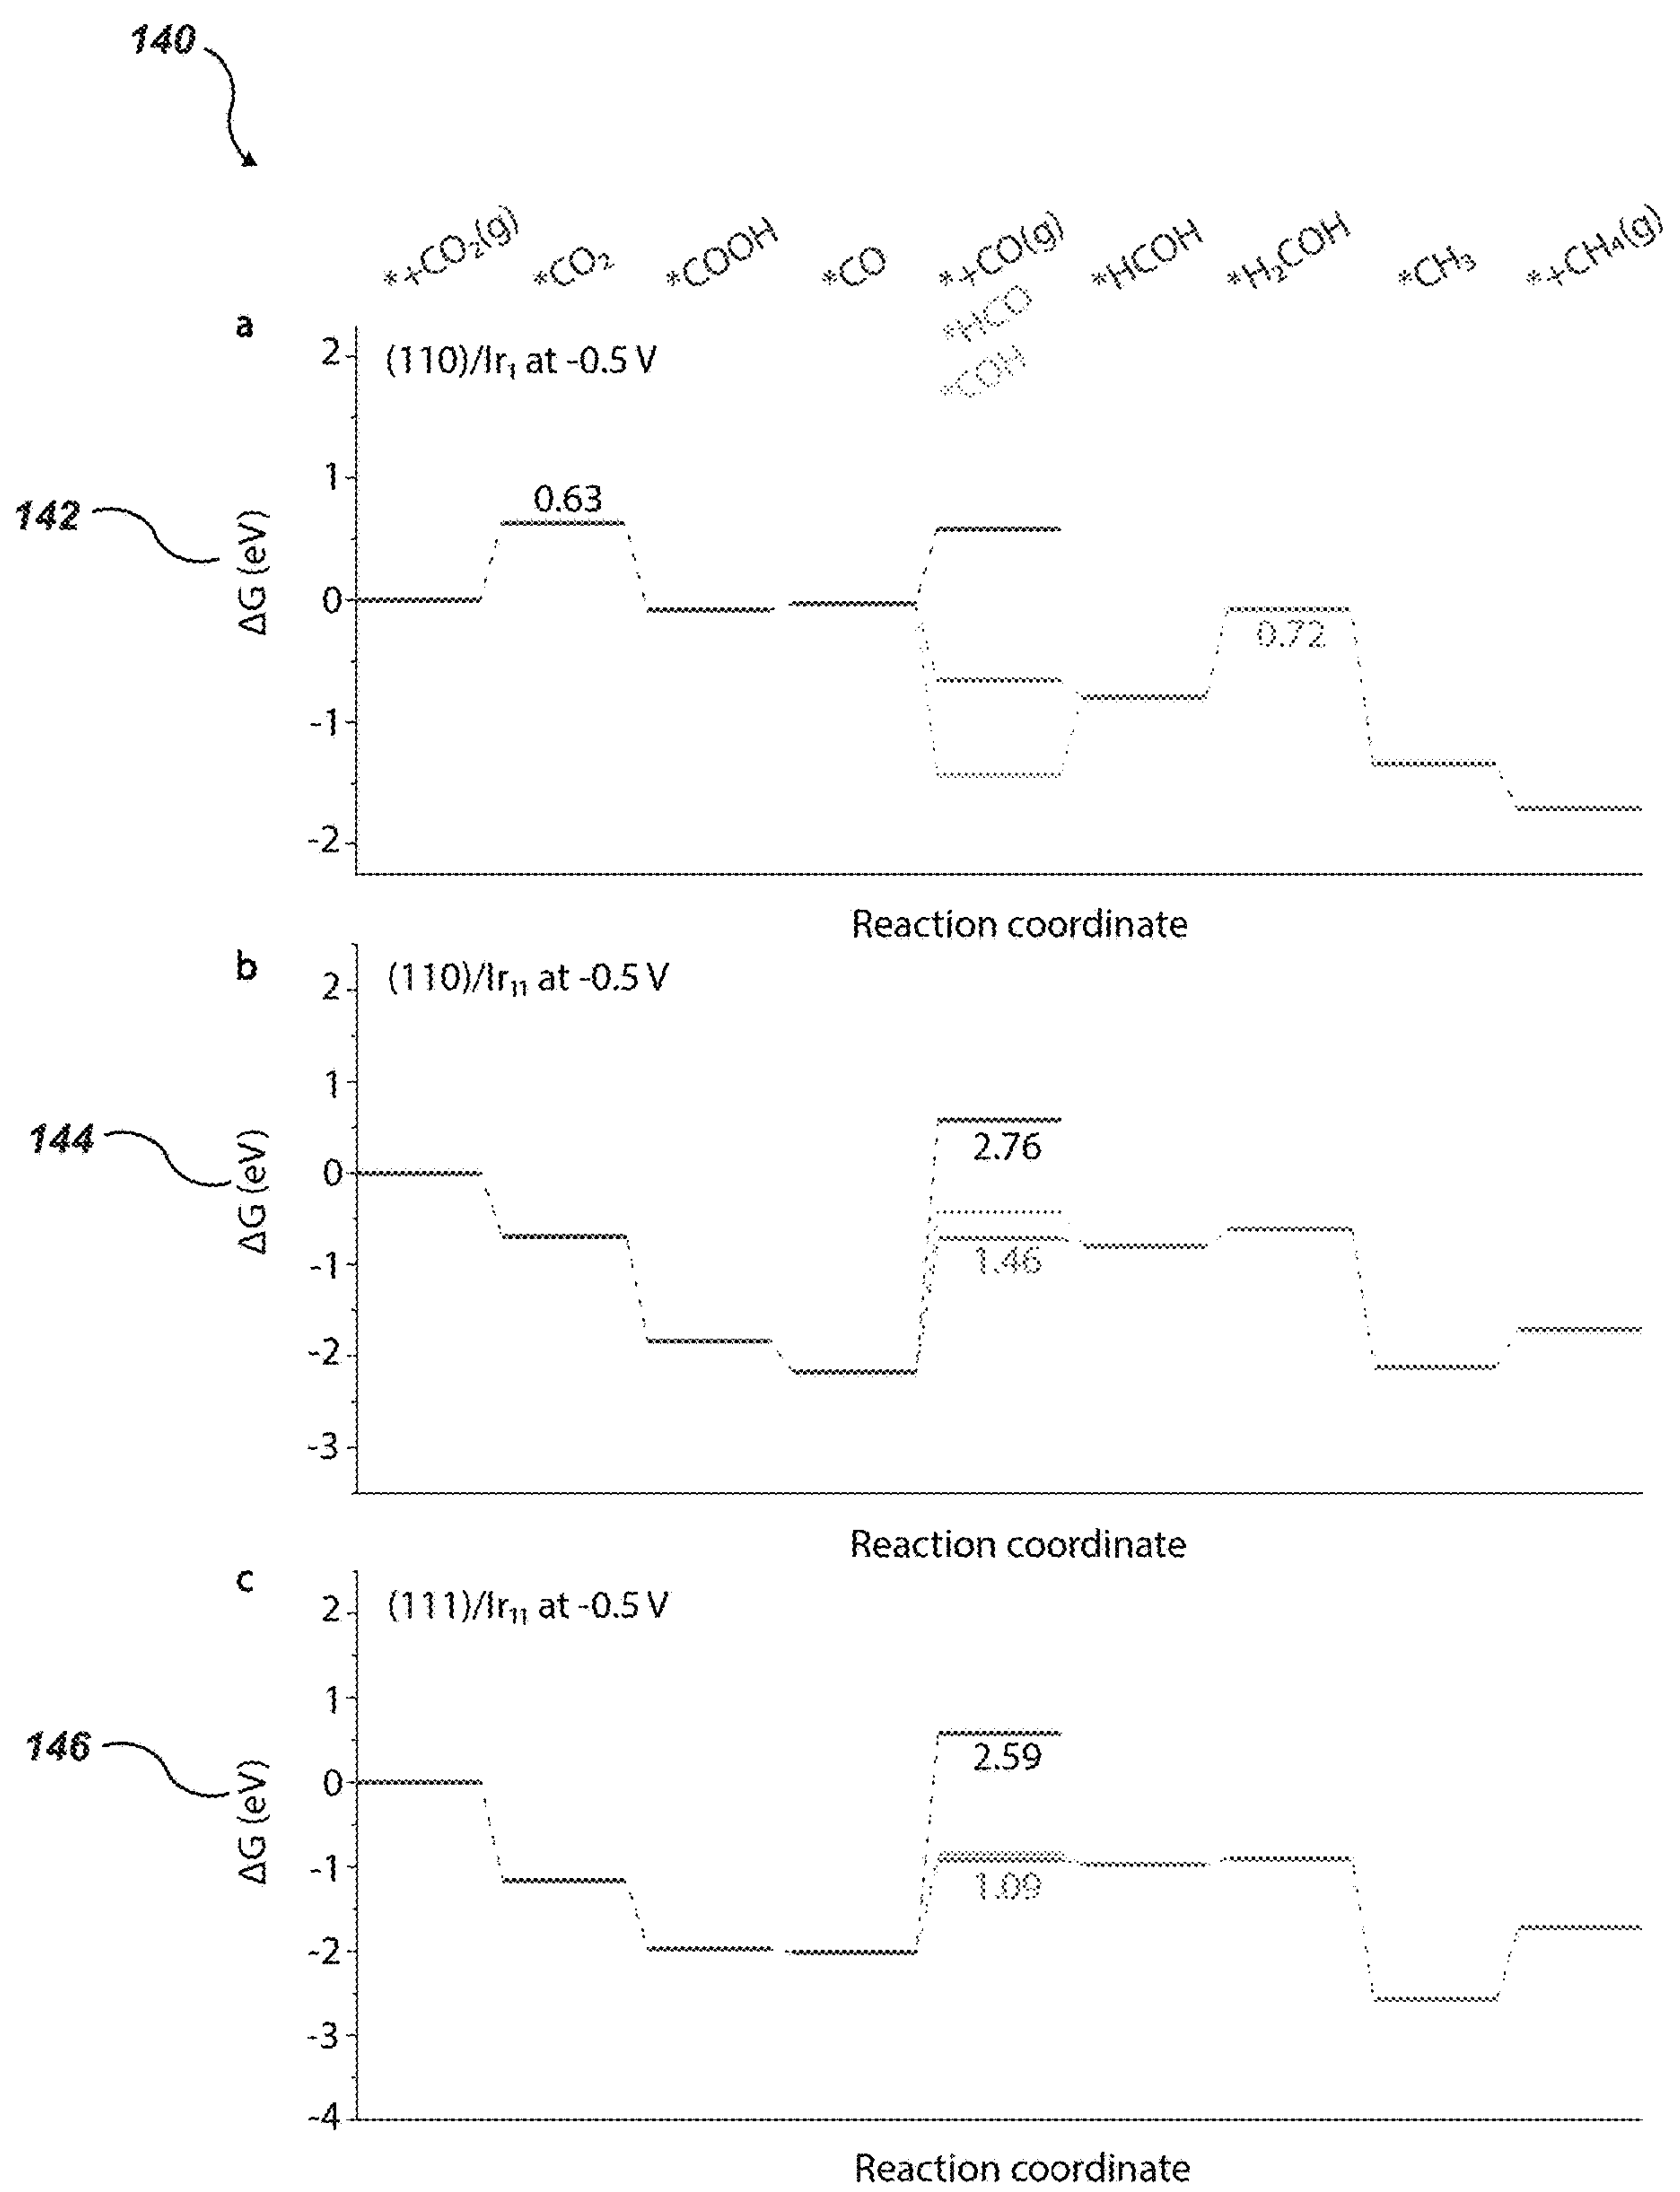 140
*+CO₂(g) *CO₂ *COOH *CO *+CO(g) *HCOH *H₂COH *CH₃ *+CH₄(g)
*HCO
*COH
a
(110)/Ir₁ at -0.5 V
2
1
0
-1
-2
0.63
0.72
142
ΔG (eV)
Reaction coordinate
b
(110)/Ir₁₁ at -0.5 V
2
1
0
-1
-2
-3
2.76
1.46
144
ΔG (eV)
Reaction coordinate
c
(111)/Ir₁₁ at -0.5 V
2
1
0
-1
-2
-3
-4
2.59
1.09
146
ΔG (eV)
Reaction coordinate